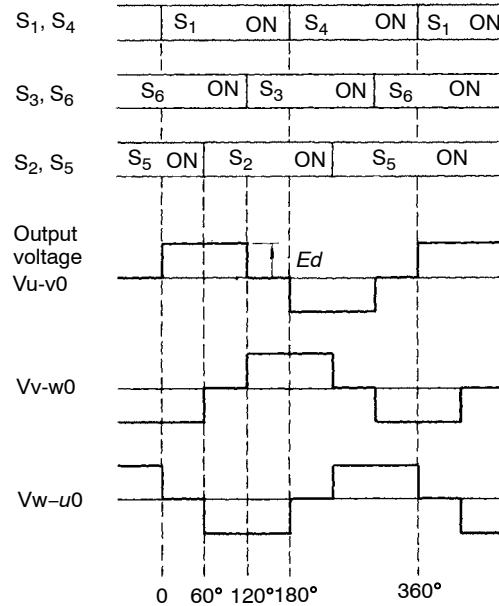 S1, S4 S1 ON S4 ON S1 ON
S3, S6 S6 ON S3 ON S6 ON
S2, S5 S5 ON S2 ON S5 ON
Output
voltage
Vu-v0
Ed
Vv-w0
Vw–u0
0 60° 120° 180° 360°